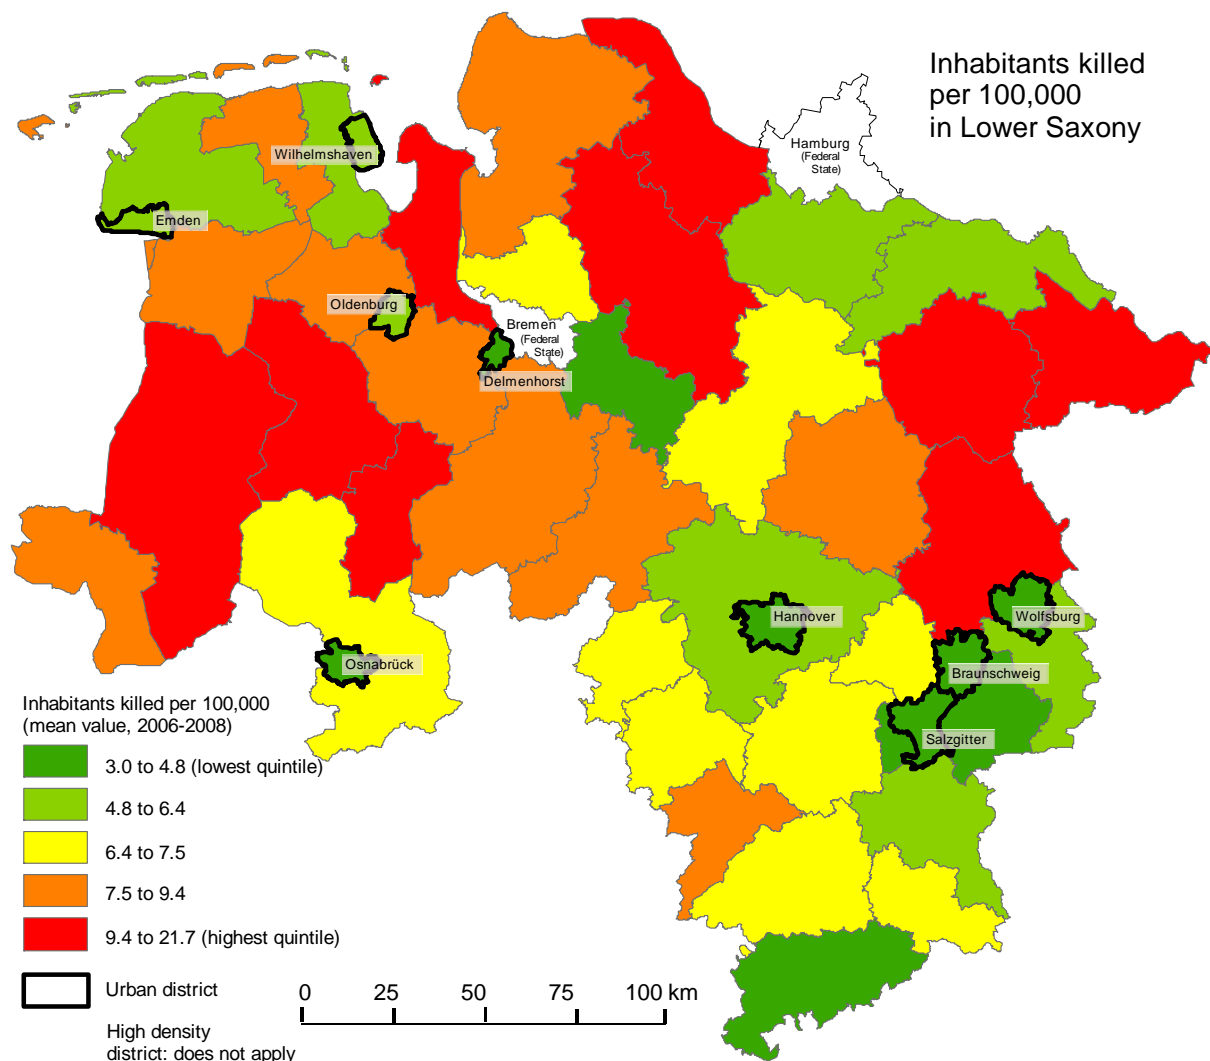 Inhabitants killed
per 100,000
in Lower Saxony
Hamburg
(Federal
State)
Wilhelmshaven
Emden
Oldenburg
Bremen
(Federal
State)
Delmenhorst
Hannover
Wolfsburg
Osnabrück
Braunschweig
Salzgitter
Inhabitants killed per 100,000
(mean value, 2006-2008)
3.0 to 4.8 (lowest quintile)
4.8 to 6.4
6.4 to 7.5
7.5 to 9.4
9.4 to 21.7 (highest quintile)
Urban district
High density
district: does not apply
0 25 50 75 100 km